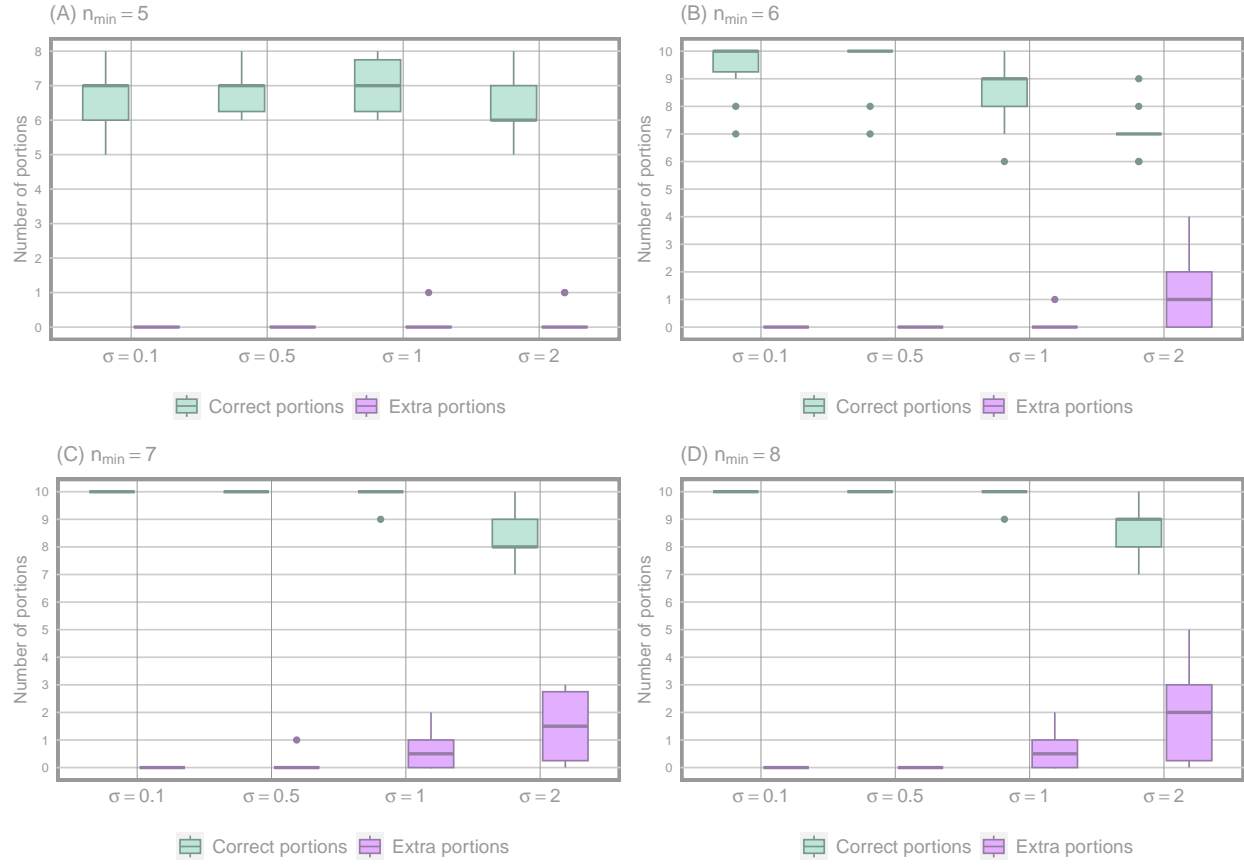 (A) nmin = 5
Number of portions
8
7
6
5
4
3
2
1
0
σ = 0.1 σ = 0.5 σ = 1 σ = 2
Correct portions Extra portions
(B) nmin = 6
Number of portions
10
9
8
7
6
5
4
3
2
1
0
σ = 0.1 σ = 0.5 σ = 1 σ = 2
Correct portions Extra portions
(C) nmin = 7
Number of portions
10
9
8
7
6
5
4
3
2
1
0
σ = 0.1 σ = 0.5 σ = 1 σ = 2
Correct portions Extra portions
(D) nmin = 8
Number of portions
10
9
8
7
6
5
4
3
2
1
0
σ = 0.1 σ = 0.5 σ = 1 σ = 2
Correct portions Extra portions